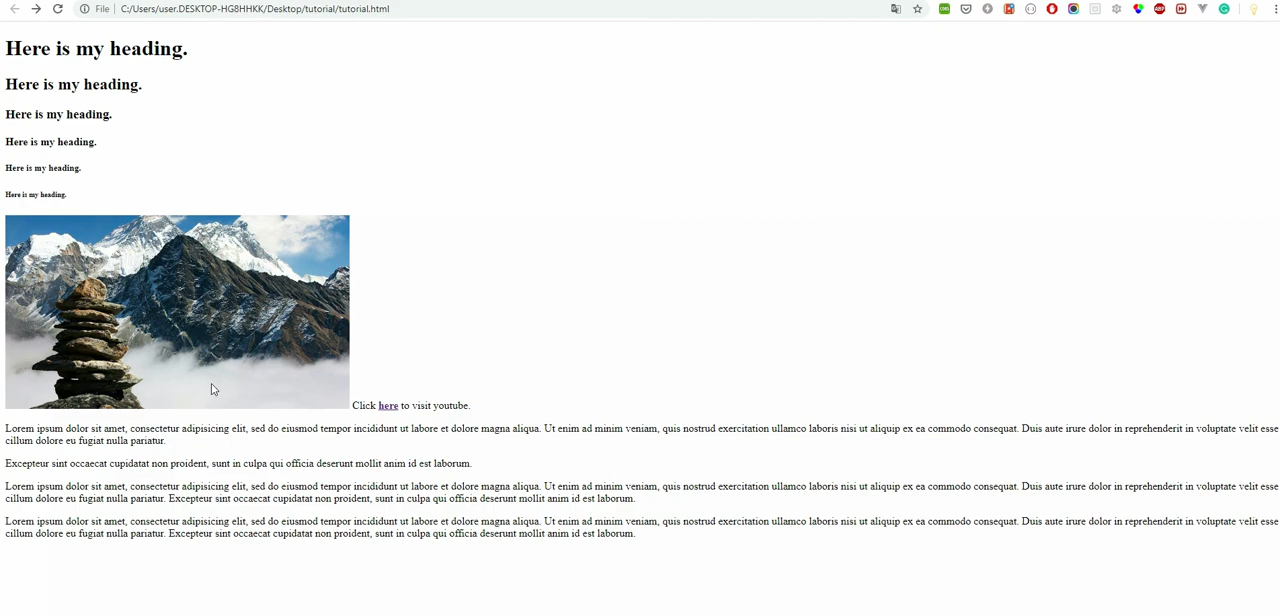 File C:/Users/user.DESKTOP-HG8HHKK/Desktop/tutorial/tutorial.html
Here is my heading.
Here is my heading.
Here is my heading.
Here is my heading.
Here is my heading.
Here is my heading.
Click here to visit youtube.
Lorem ipsum dolor sit amet, consectetur adipisicing elit, sed do eiusmod tempor incididunt ut labore et dolore magna aliqua. Ut enim ad minim veniam, quis nostrud exercitation ullamco laboris nisi ut aliquip ex ea commodo consequat. Duis aute irure dolor in reprehenderit in voluptate velit esse
cillum dolore eu fugiat nulla pariatur.
Excepteur sint occaecat cupidatat non proident, sunt in culpa qui officia deserunt mollit anim id est laborum.
Lorem ipsum dolor sit amet, consectetur adipisicing elit, sed do eiusmod tempor incididunt ut labore et dolore magna aliqua. Ut enim ad minim veniam, quis nostrud exercitation ullamco laboris nisi ut aliquip ex ea commodo consequat. Duis aute irure dolor in reprehenderit in voluptate velit esse
cillum dolore eu fugiat nulla pariatur. Excepteur sint occaecat cupidatat non proident, sunt in culpa qui officia deserunt mollit anim id est laborum.
Lorem ipsum dolor sit amet, consectetur adipisicing elit, sed do eiusmod tempor incididunt ut labore et dolore magna aliqua. Ut enim ad minim veniam, quis nostrud exercitation ullamco laboris nisi ut aliquip ex ea commodo consequat. Duis aute irure dolor in reprehenderit in voluptate velit esse
cillum dolore eu fugiat nulla pariatur. Excepteur sint occaecat cupidatat non proident, sunt in culpa qui officia deserunt mollit anim id est laborum.